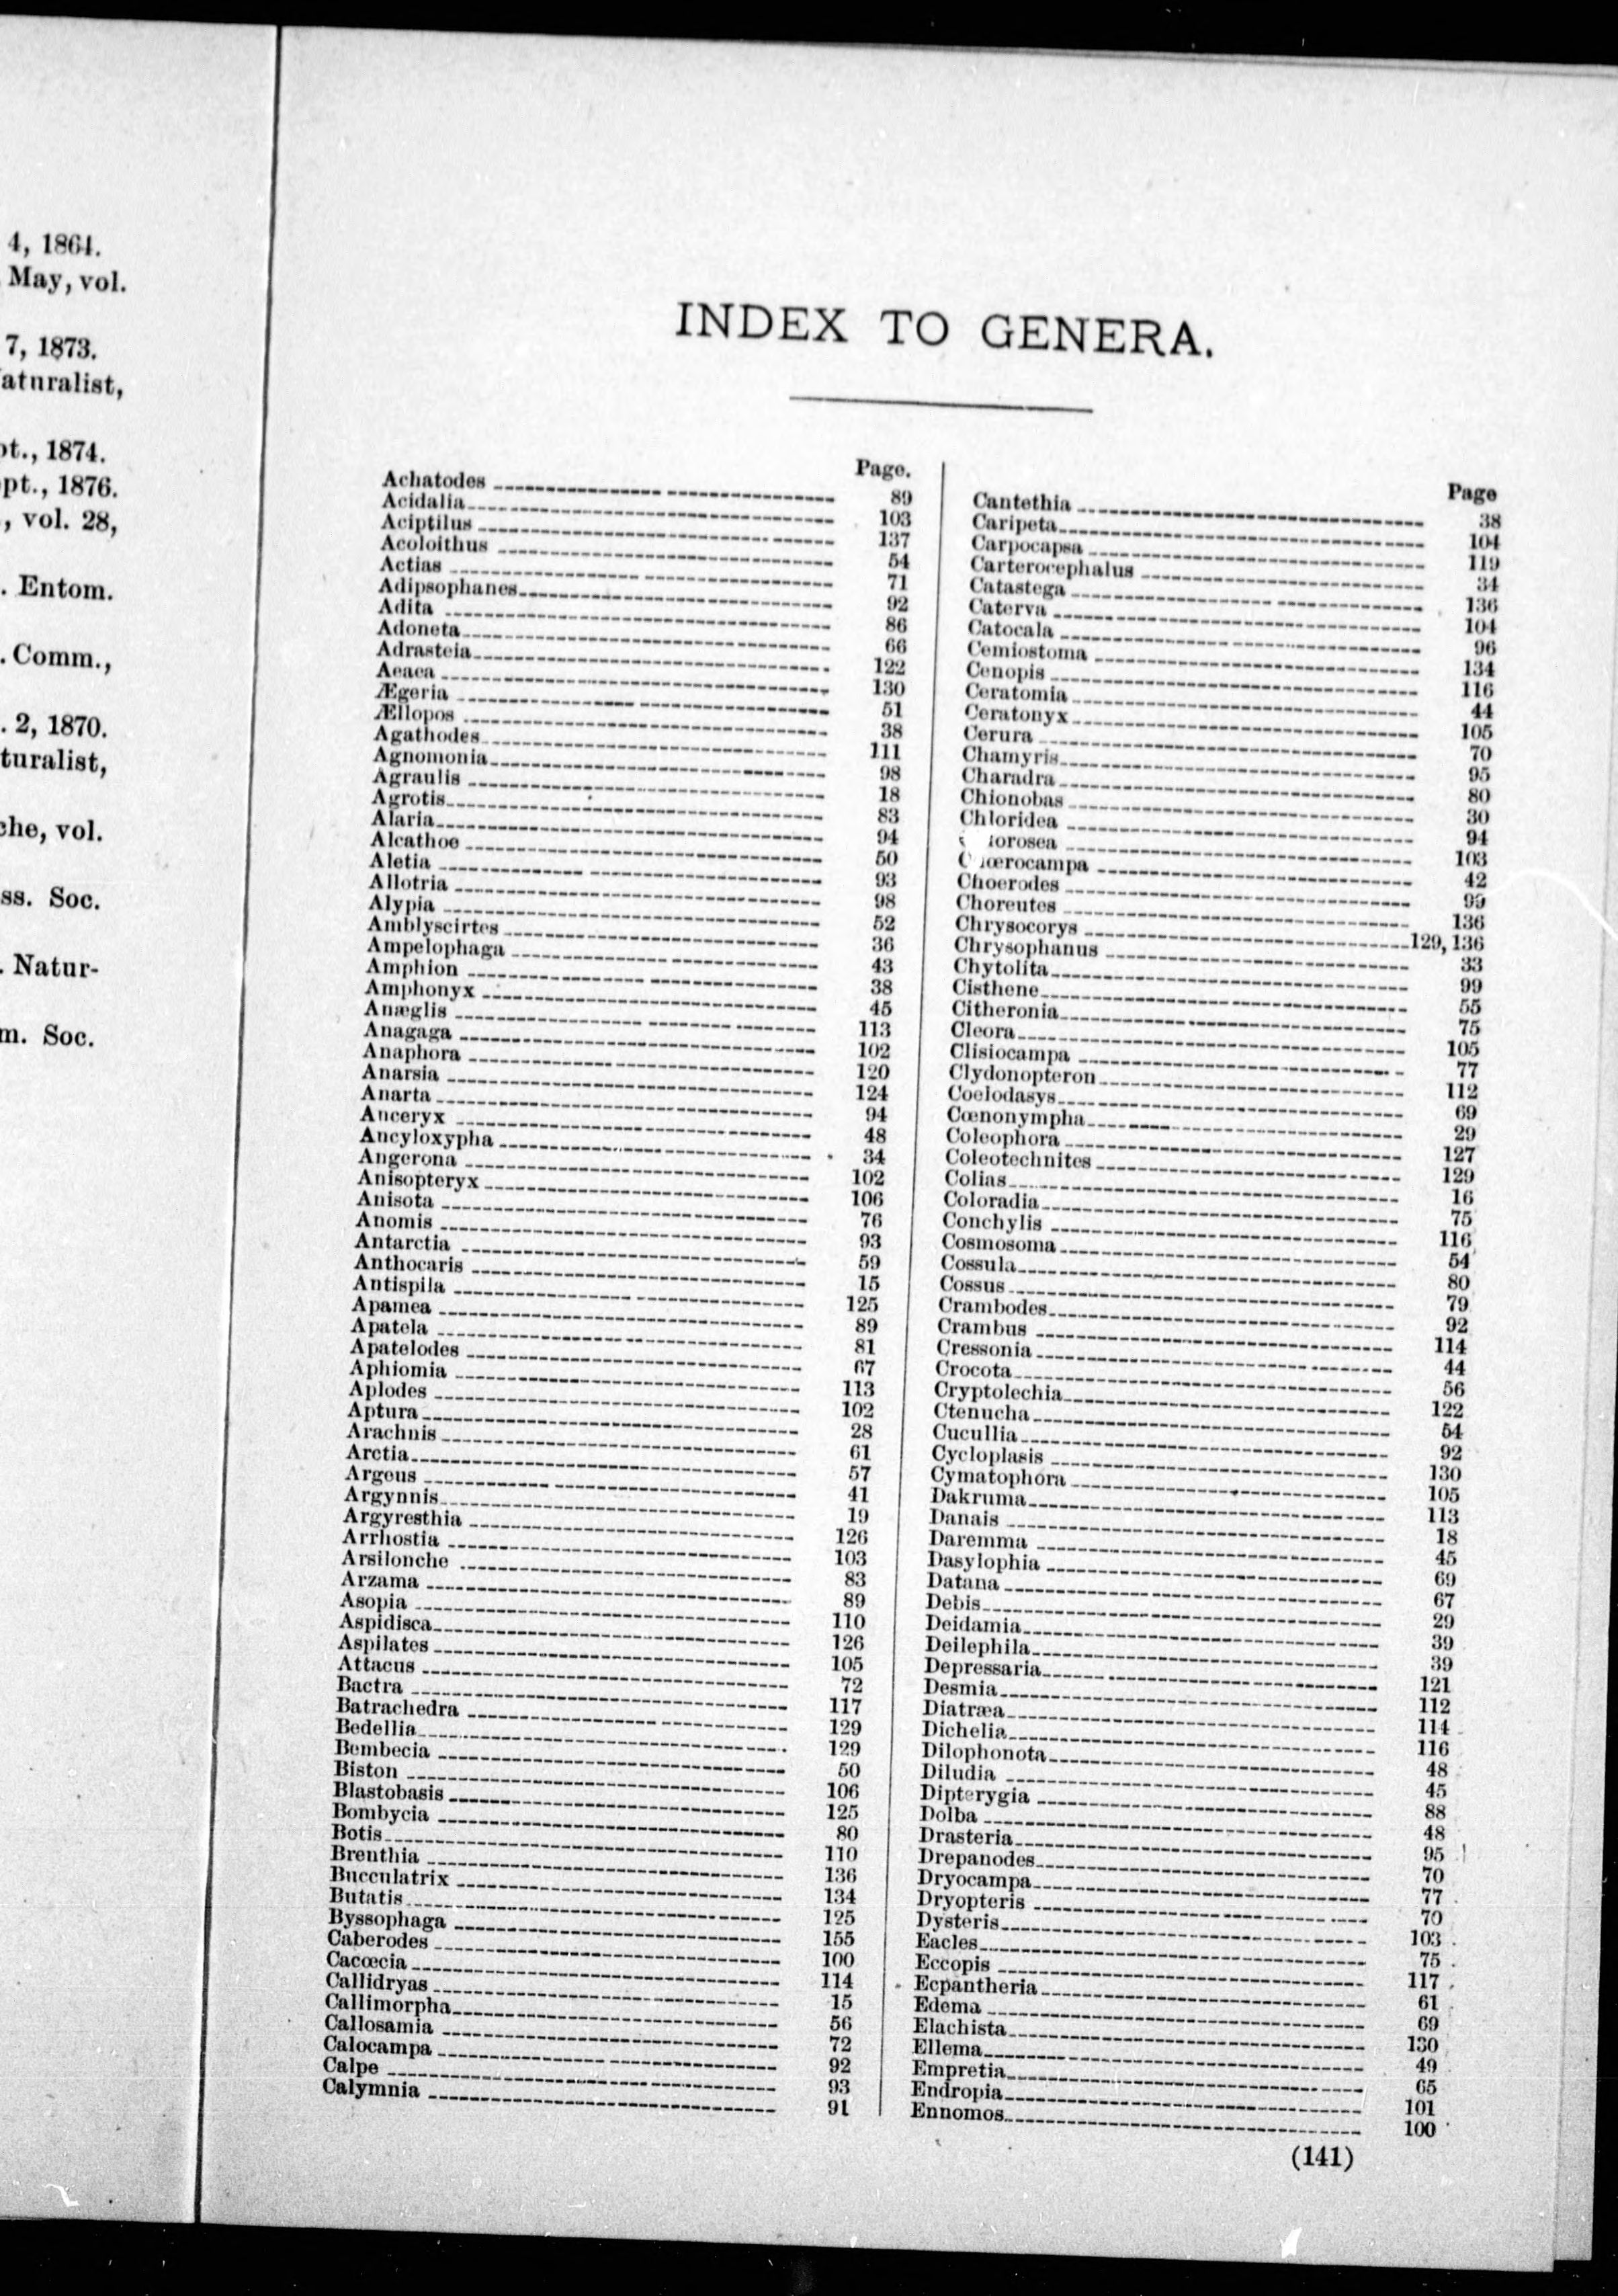 4, 1864.
May, vol.
7, 1873.
aturalist,
pt., 1874.
pt., 1876.
, vol. 28,
. Entom.
. Comm.,
. 2, 1870.
turalist,
che, vol.
ss. Soc.
. Natur-
m. Soc.
INDEX TO GENERA.
Page.
Achatodes 89
Acidalia 103
Aciptilus 137
Acoloithus 54
Actias 71
Adipsophanes 92
Adita 86
Adoneta 66
Adrasteia 122
Aeaea 130
Ægeria 51
Ællopos 38
Agathodes 111
Agnomonia 98
Agraulis 18
Agrotis 83
Alaria 94
Alcathoe 50
Aletia 93
Allotria 98
Alypia 52
Amblyscirtes 36
Ampelophaga 43
Amphion 38
Amphonyx 45
Anæglis 113
Anagaga 102
Anaphora 120
Anarsia 124
Anarta 94
Anceryx 48
Ancyloxypha 34
Angerona 102
Anisopteryx 106
Anisota 76
Anomis 93
Antarctia 59
Anthocaris 15
Antispila 125
Apamea 89
Apatela 81
Apatelodes 67
Aphiomia 113
Aplodes 102
Aptura 28
Arachnis 61
Arctia 57
Argeus 41
Argynnis 19
Argyresthia 126
Arrhostia 103
Arsilonche 83
Arzama 89
Asopia 110
Aspidisca 126
Aspilates 105
Attacus 72
Bactra 117
Batrachedra 129
Bedellia 129
Bembecia 50
Biston 106
Blastobasis 125
Bombycia 80
Botis 110
Brenthia 136
Bucculatrix 134
Butatis 125
Byssophaga 155
Caberodes 100
Cacœcia 114
Callidryas 15
Callimorpha 56
Callosamia 72
Calocampa 92
Calpe 93
Calymnia 91
Page
Cantethia 38
Caripeta 104
Carpocapsa 119
Carterocephalus 34
Catastega 136
Caterva 104
Catocala 96
Cemiostoma 134
Cenopis 116
Ceratomia 44
Ceratonyx 105
Cerura 70
Chamyris 95
Charadra 80
Chionobas 30
Chloridea 94
lorosea 103
C œrocampa 42
Choerodes 99
Choreutes 136
Chrysocorys 129, 136
Chrysophanus 33
Chytolita 99
Cisthene 55
Citheronia 75
Cleora 105
Clisiocampa 77
Clydonopteron 112
Coelodasys 69
Cœnonympha 29
Coleophora 127
Coleotechnites 129
Colias 16
Coloradia 75
Conchylis 116
Cosmosoma 54
Cossula 80
Cossus 79
Crambodes 92
Crambus 114
Cressonia 44
Crocota 56
Cryptolechia 122
Ctenucha 54
Cucullia 92
Cycloplasis 130
Cymatophora 105
Dakruma 113
Danais 18
Daremma 45
Dasylophia 69
Datana 67
Debis 29
Deidamia 39
Deilephila 39
Depressaria 121
Desmia 112
Diatræa 114
Dichelia 116
Dilophonota 48
Diludia 45
Dipterygia 88
Dolba 48
Drasteria 95
Drepanodes 70
Dryocampa 77
Dryopteris 70
Dysteris 103
Eacles 75
Eccopis 117
Ecpantheria 61
Edema 69
Elachista 130
Ellema 49
Empretia 65
Endropia 101
Ennomos 100
(141)